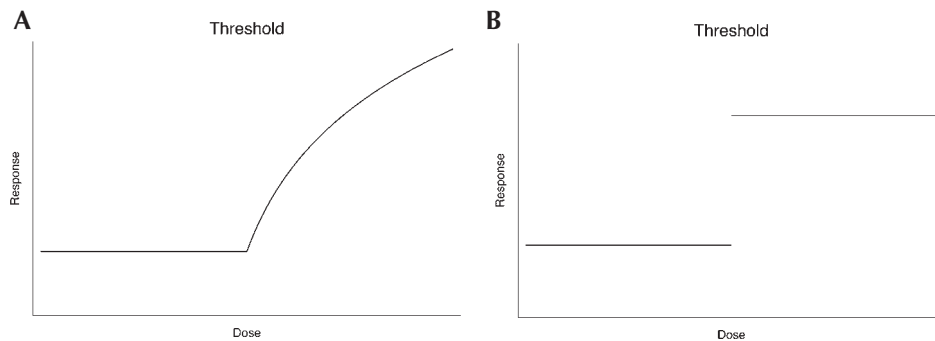 A
Threshold
Response
Dose
B
Threshold
Response
Dose